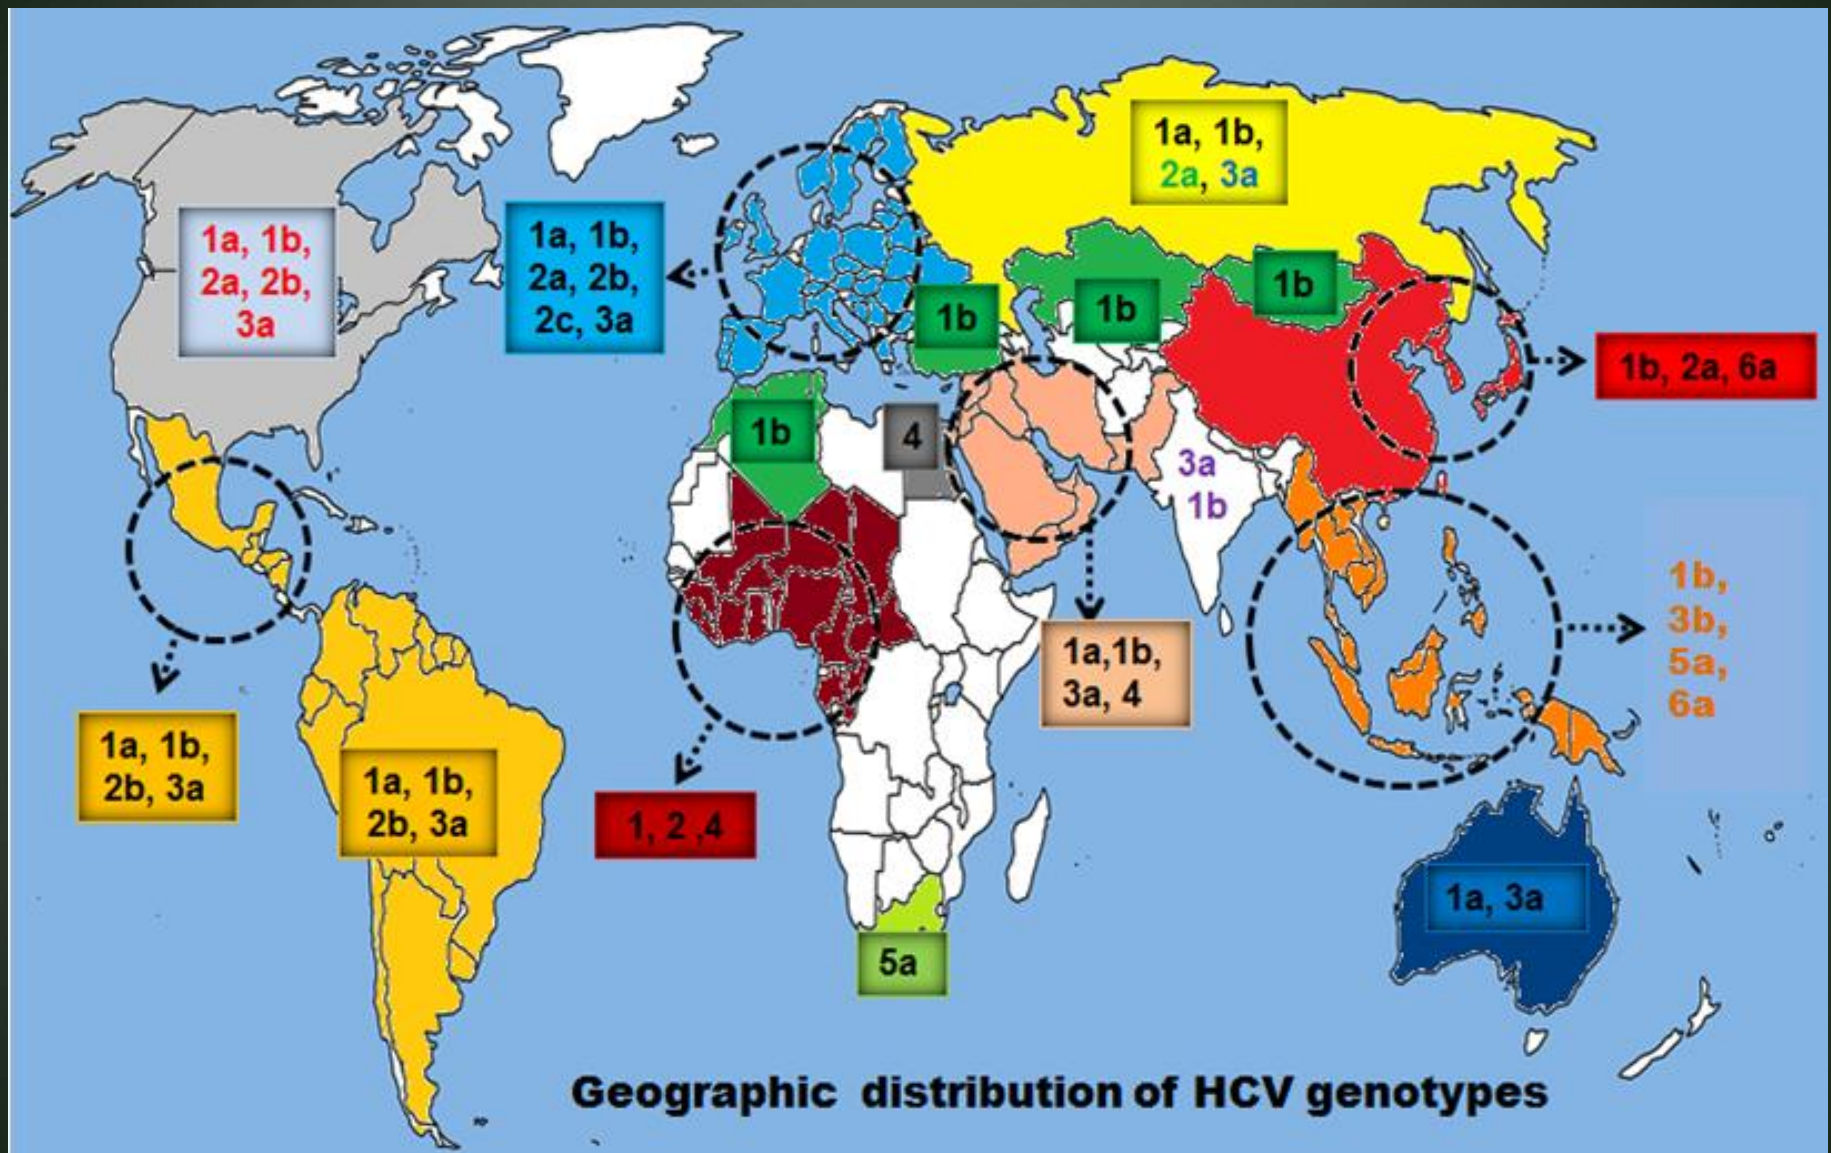 1a, 1b,
2a, 2b,
3a
1a, 1b,
2a, 2b,
2c, 3a
1a, 1b,
2a, 3a
1b
1b
1b
1b, 2a, 6a
1b
4
3a
1b
1b,
3b,
5a,
6a
1a,1b,
3a, 4
1a, 1b,
2b, 3a
1a, 1b,
2b, 3a
1, 2 ,4
5a
1a, 3a
Geographic distribution of HCV genotypes